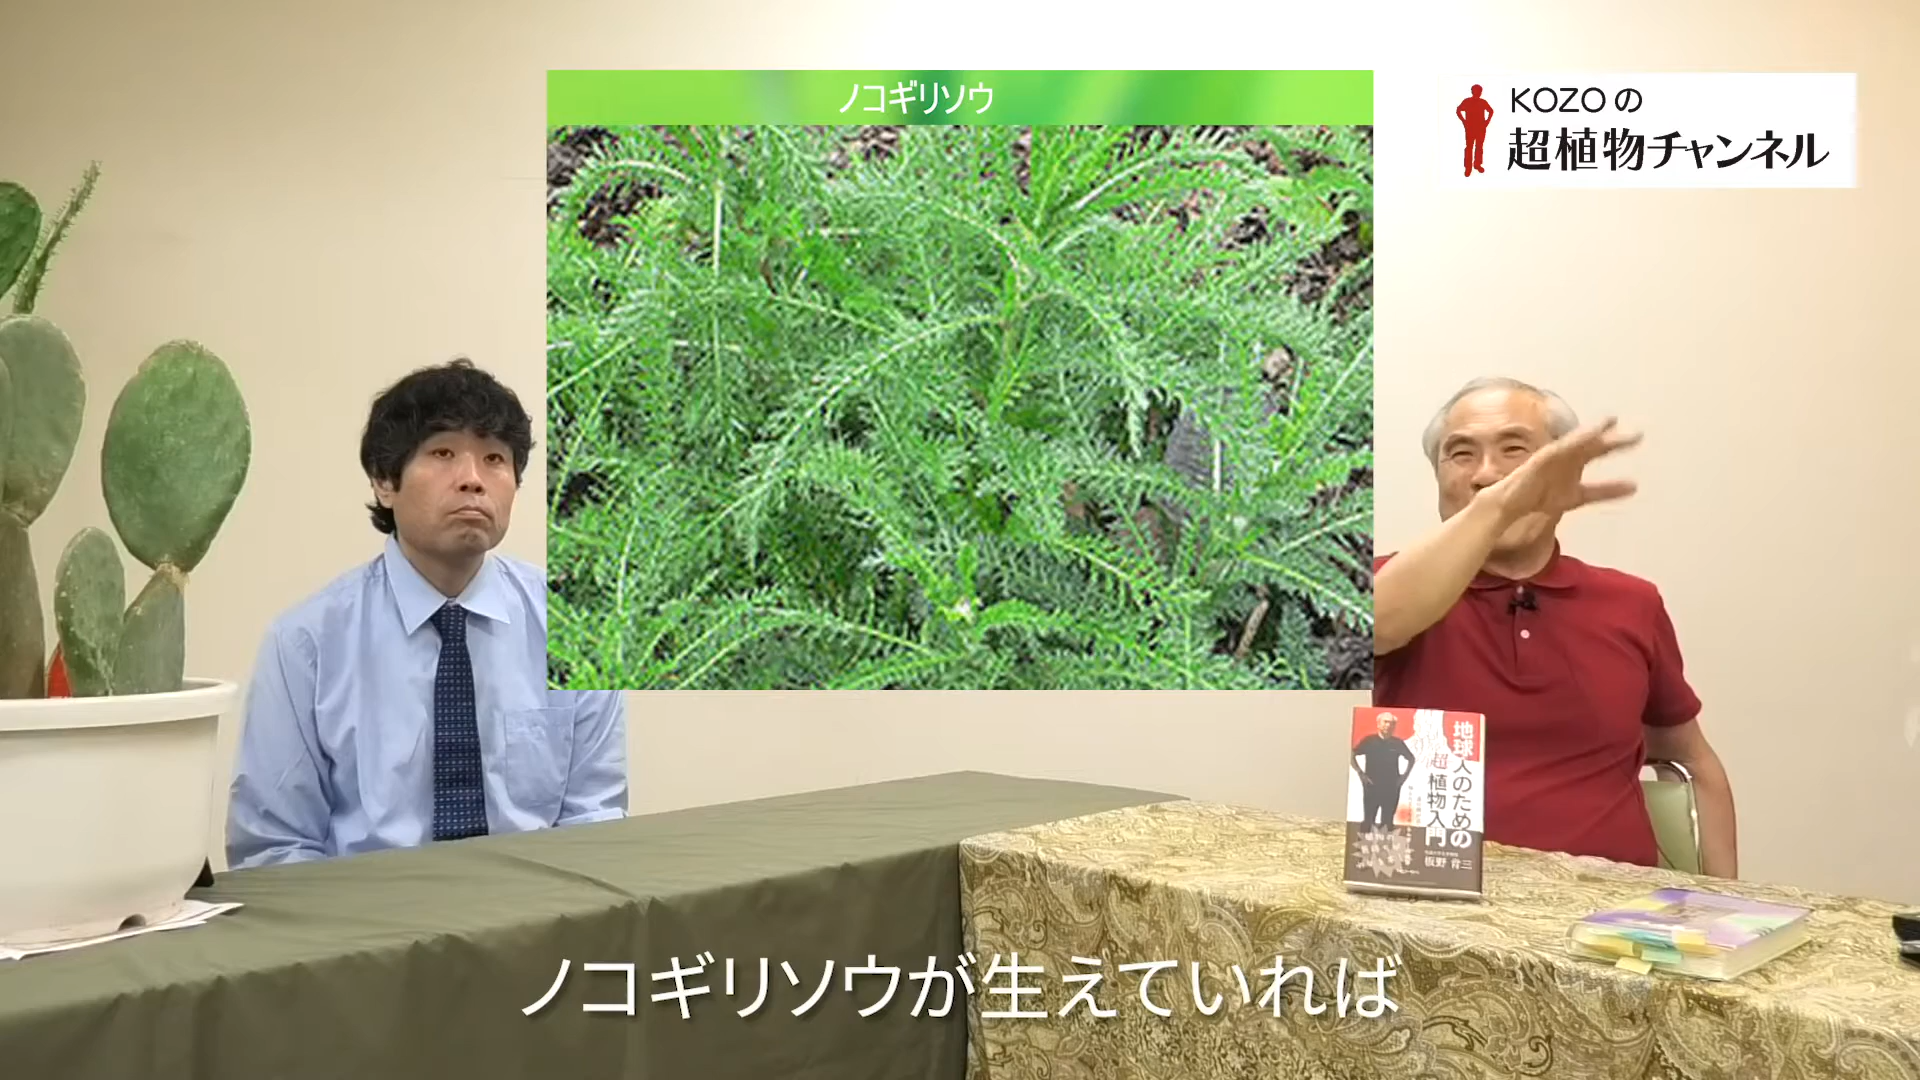 ノコギリソウ
KOZOの
超植物チャンネル
地球人のための
超植物入門
板野肯三
ノコギリソウが生えていれば